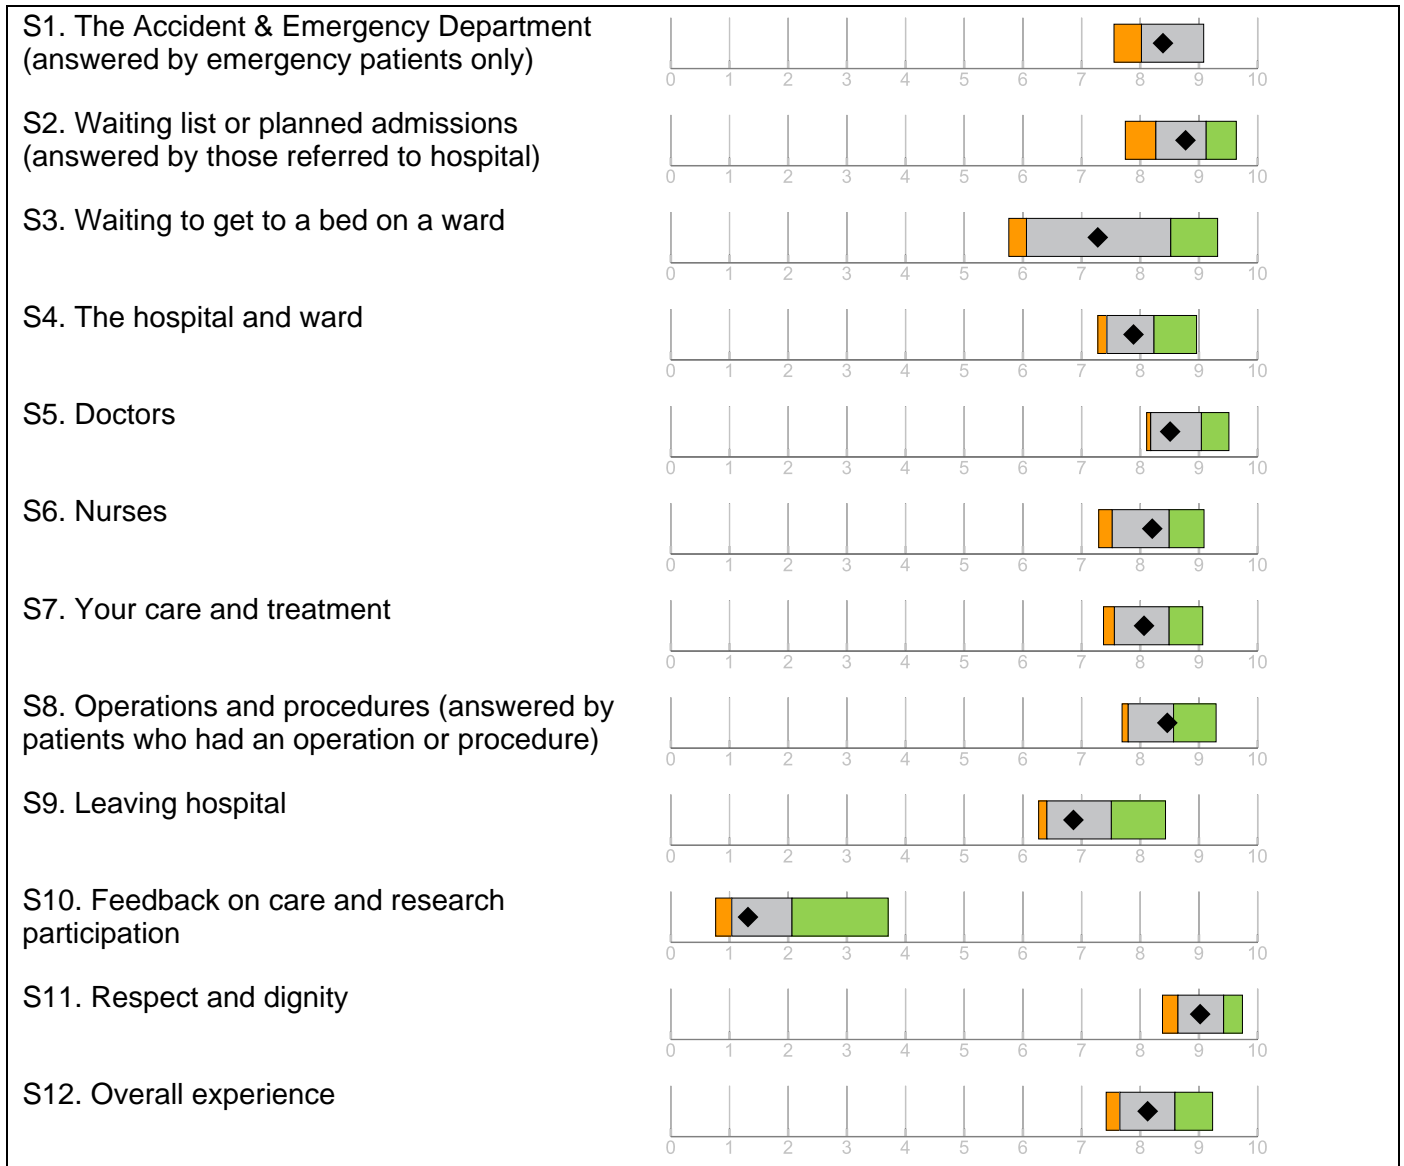 S1. The Accident & Emergency Department
(answered by emergency patients only)
0 1 2 3 4 5 6 7 8 9 10
S2. Waiting list or planned admissions
(answered by those referred to hospital)
0 1 2 3 4 5 6 7 8 9 10
S3. Waiting to get to a bed on a ward
0 1 2 3 4 5 6 7 8 9 10
S4. The hospital and ward
0 1 2 3 4 5 6 7 8 9 10
S5. Doctors
0 1 2 3 4 5 6 7 8 9 10
S6. Nurses
0 1 2 3 4 5 6 7 8 9 10
S7. Your care and treatment
0 1 2 3 4 5 6 7 8 9 10
S8. Operations and procedures (answered by
patients who had an operation or procedure)
0 1 2 3 4 5 6 7 8 9 10
S9. Leaving hospital
0 1 2 3 4 5 6 7 8 9 10
S10. Feedback on care and research
participation
0 1 2 3 4 5 6 7 8 9 10
S11. Respect and dignity
0 1 2 3 4 5 6 7 8 9 10
S12. Overall experience
0 1 2 3 4 5 6 7 8 9 10